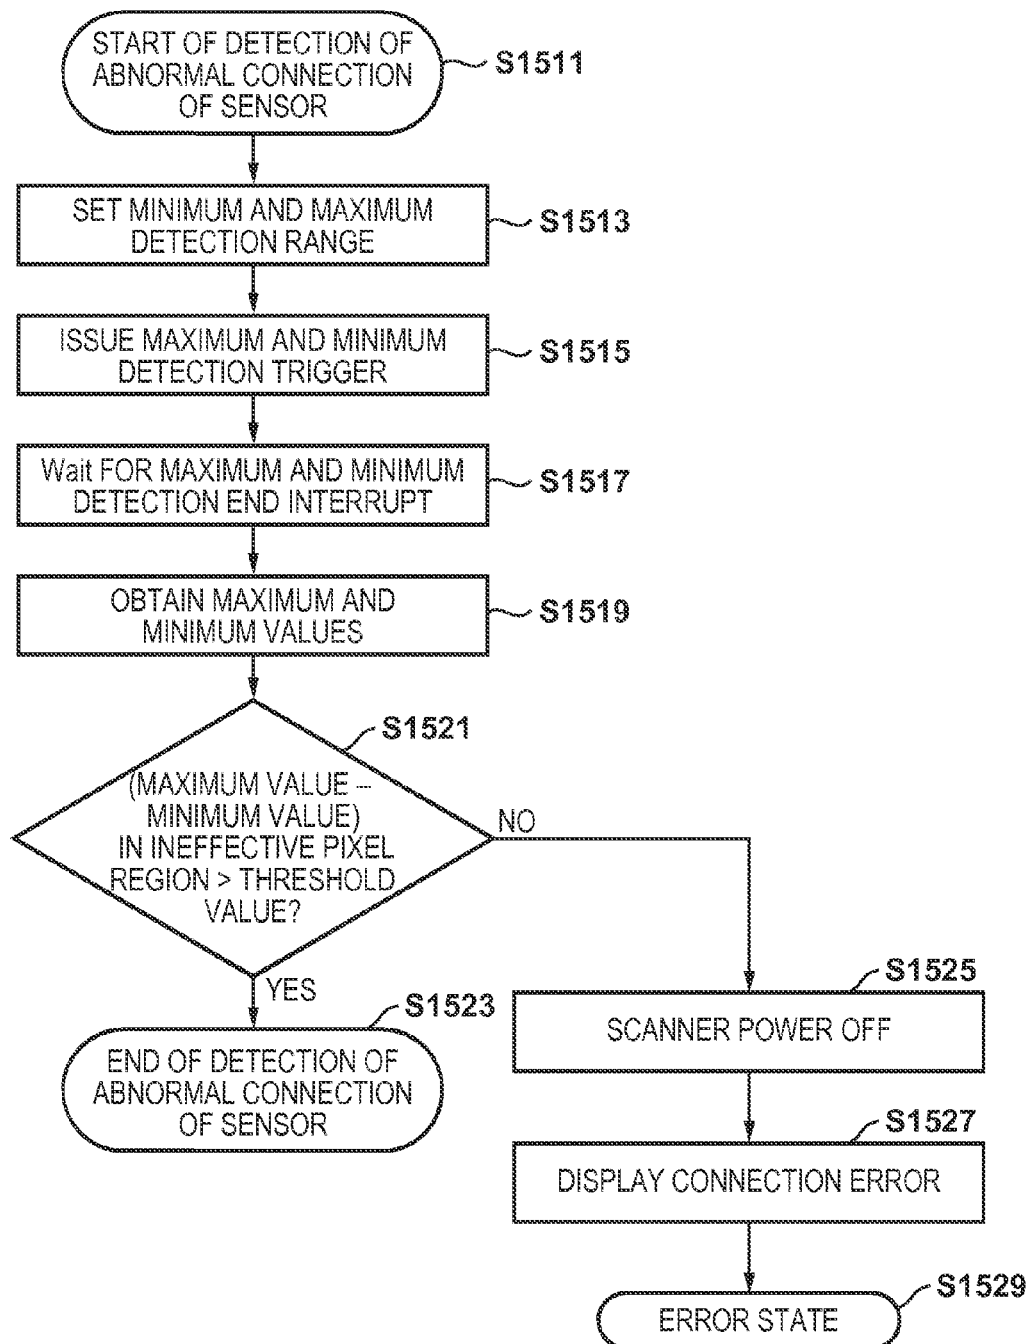 START OF DETECTION OF
ABNORMAL CONNECTION
OF SENSOR
S1511
SET MINIMUM AND MAXIMUM
DETECTION RANGE
S1513
ISSUE MAXIMUM AND MINIMUM
DETECTION TRIGGER
S1515
Wait FOR MAXIMUM AND MINIMUM
DETECTION END INTERRUPT
S1517
OBTAIN MAXIMUM AND
MINIMUM VALUES
S1519
S1521
(MAXIMUM VALUE –
MINIMUM VALUE)
IN INEFFECTIVE PIXEL
REGION > THRESHOLD
VALUE?
NO
YES
S1523
END OF DETECTION OF
ABNORMAL CONNECTION
OF SENSOR
S1525
SCANNER POWER OFF
S1527
DISPLAY CONNECTION ERROR
S1529
ERROR STATE